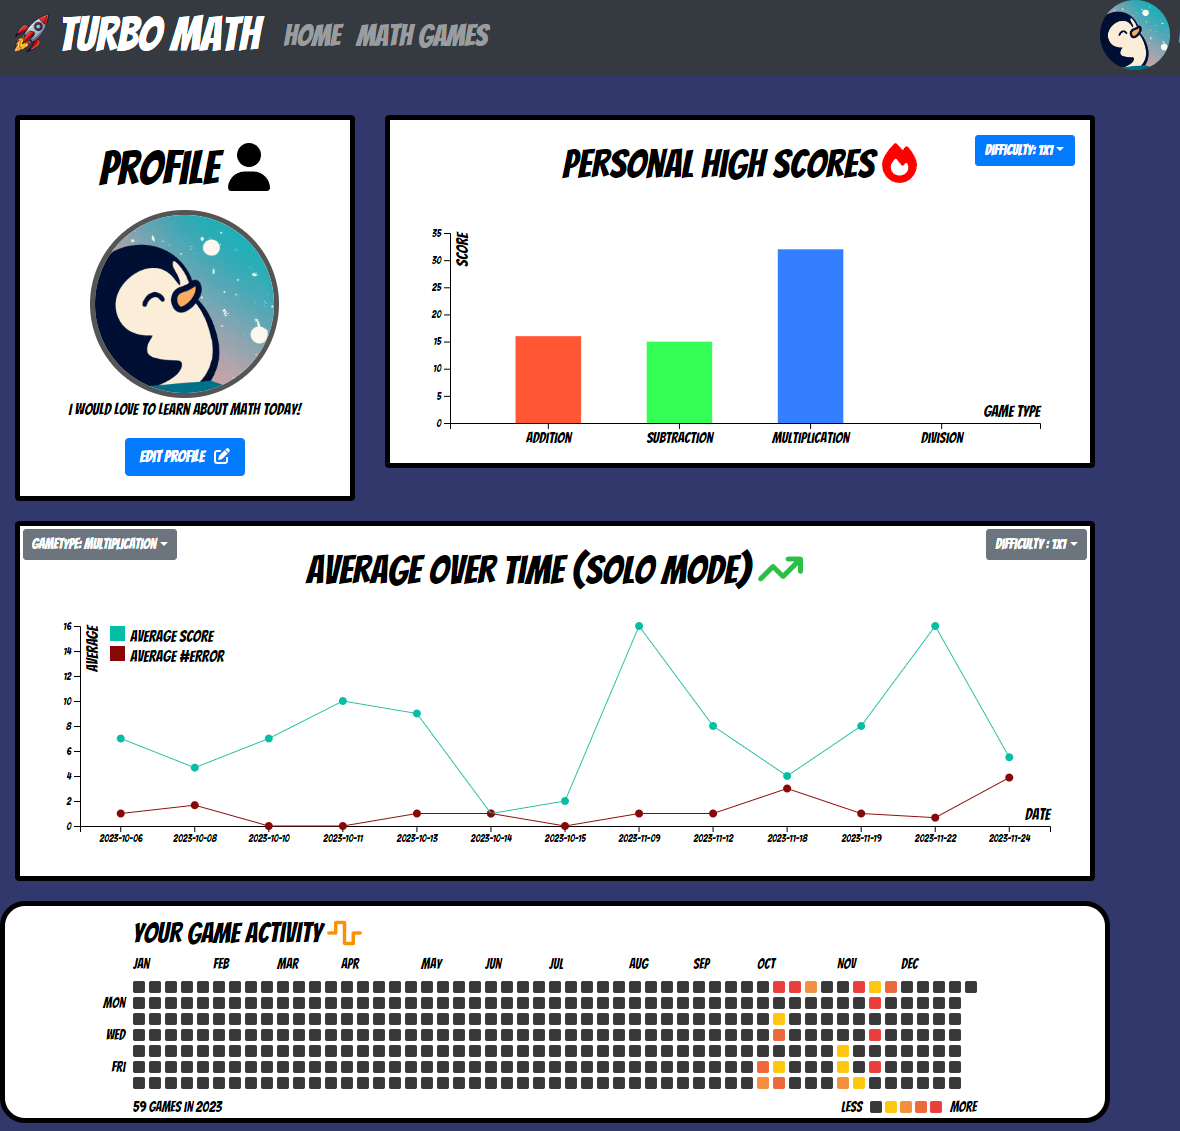 TURBO MATH HOME MATH GAMES
PROFILE
I WOULD LOVE TO LEARN ABOUT MATH TODAY!
EDIT PROFILE
PERSONAL HIGH SCORES
DIFFICULTY: 1X1
SCORE
35
30
25
20
15
10
5
0
GAME TYPE
ADDITION SUBTRACTION MULTIPLICATION DIVISION
GAMETYPE: MULTIPLICATION
DIFFICULTY : 1X1
AVERAGE OVER TIME (SOLO MODE)
AVERAGE
AVERAGE SCORE
AVERAGE #ERROR
16
14
12
10
8
6
4
2
0
DATE
2023-10-06 2023-10-08 2023-10-10 2023-10-11 2023-10-13 2023-10-14 2023-10-15 2023-11-09 2023-11-12 2023-11-18 2023-11-19 2023-11-22 2023-11-24
YOUR GAME ACTIVITY
JAN FEB MAR APR MAY JUN JUL AUG SEP OCT NOV DEC
MON
WED
FRI
59 GAMES IN 2023
LESS MORE